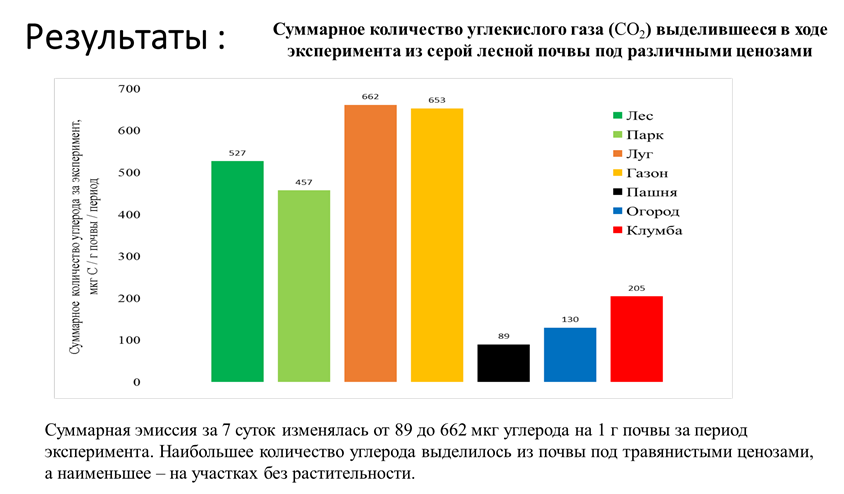 Результаты :
Суммарное количество углекислого газа (CO₂) выделившееся в ходе
эксперимента из серой лесной почвы под различными ценозами
Суммарное количество углерода за эксперимент,
мкг С / г почвы / период
700
600
500
400
300
200
100
0
527
457
662
653
89
130
205
Лес
Парк
Луг
Газон
Пашня
Огород
Клумба
Суммарная эмиссия за 7 суток изменялась от 89 до 662 мкг углерода на 1 г почвы за период
эксперимента. Наибольшее количество углерода выделилось из почвы под травянистыми ценозами,
а наименьшее – на участках без растительности.